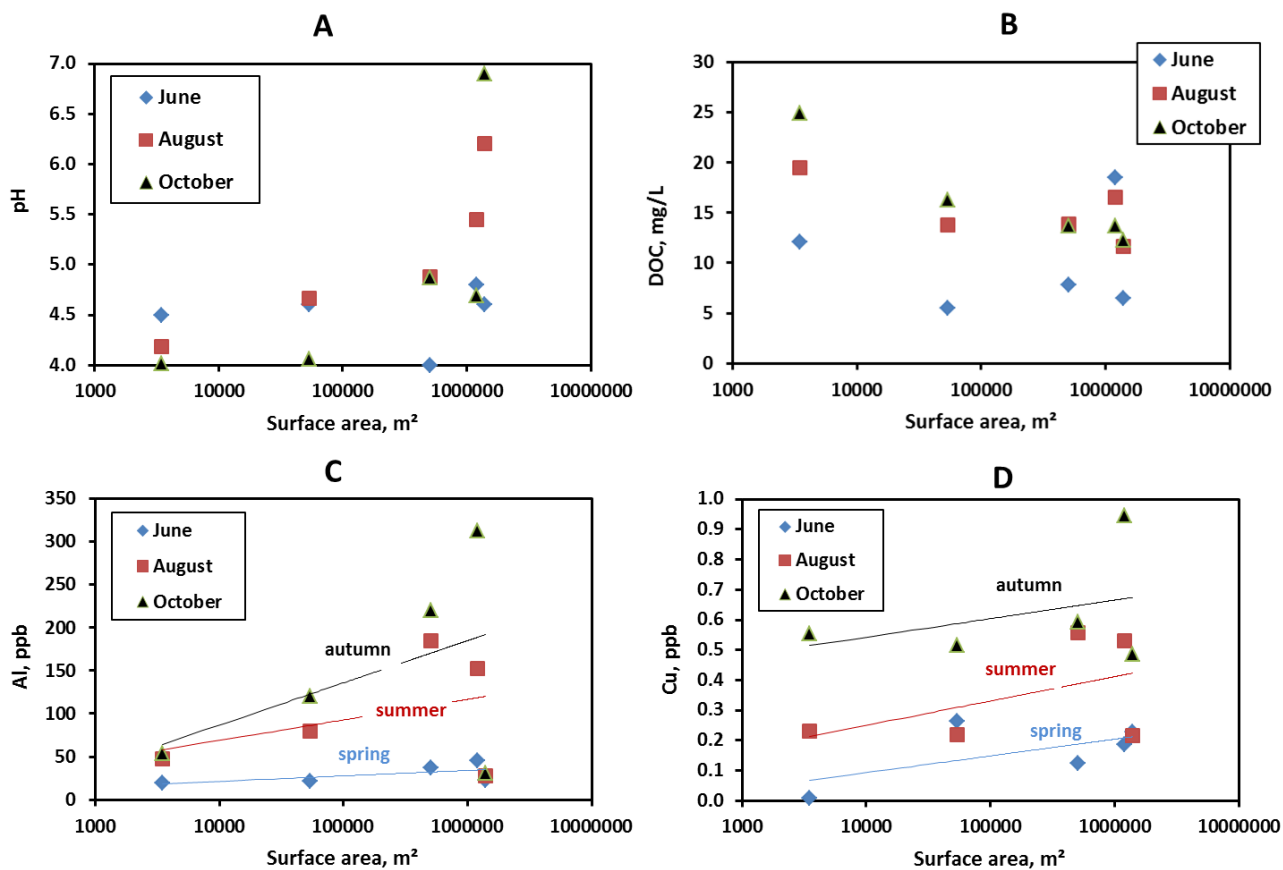 A
7.0
6.5
6.0
5.5
5.0
4.5
4.0
pH
June
August
October
1000 10000 100000 1000000 10000000
Surface area, m²
B
30
25
20
15
10
5
0
DOC, mg/L
June
August
October
1000 10000 100000 1000000 10000000
Surface area, m²
C
350
300
250
200
150
100
50
0
Al, ppb
June
August
October
autumn
summer
spring
1000 10000 100000 1000000 10000000
Surface area, m²
D
1.0
0.9
0.8
0.7
0.6
0.5
0.4
0.3
0.2
0.1
0.0
Cu, ppb
June
August
October
autumn
summer
spring
1000 10000 100000 1000000 10000000
Surface area, m²